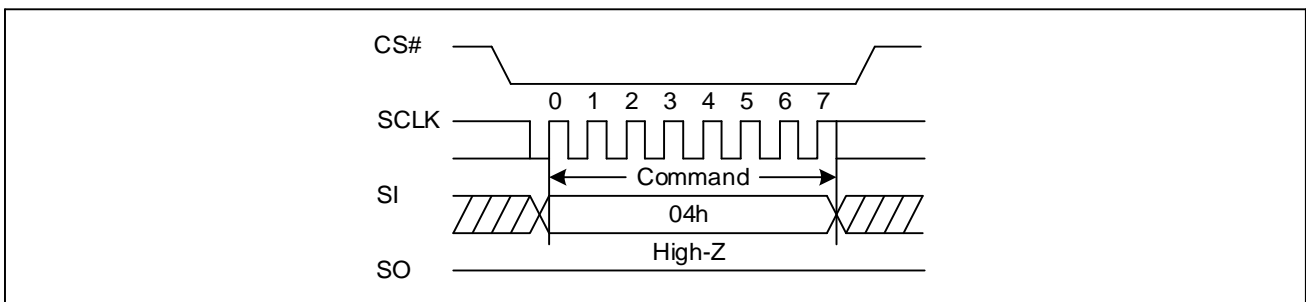 CS#
0 1 2 3 4 5 6 7
SCLK
Command
SI
04h
High-Z
SO